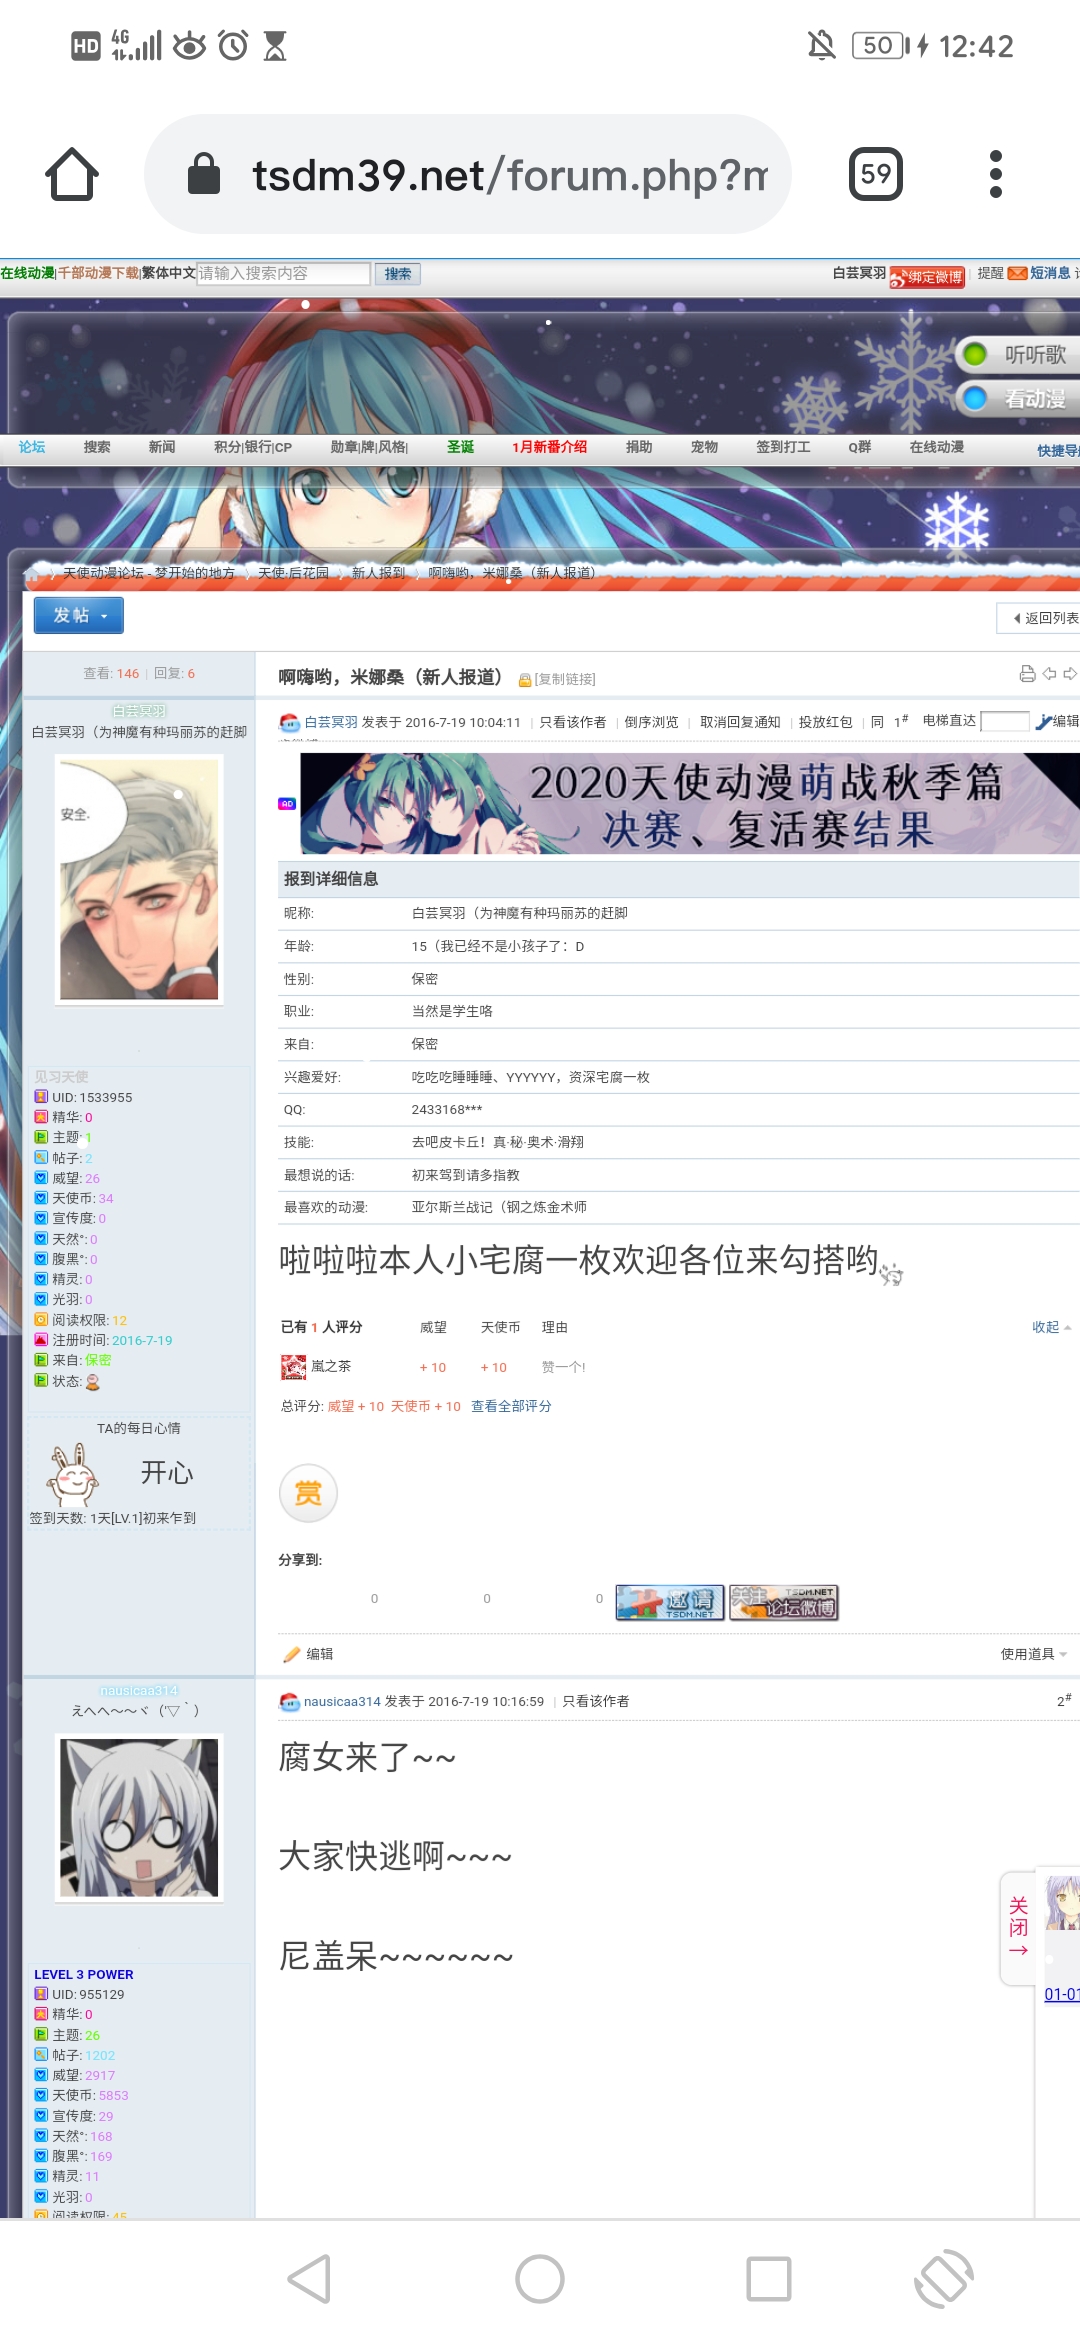 HD 4G 50 12:42
tsdm39.net/forum.php?m 59
在线动漫|千部动漫下载|繁体中文 请输入搜索内容 搜索 白芸冥羽 绑定微博 | 提醒 短消息
听听歌
看动漫
论坛 搜索 新闻 积分|银行|CP 勋章|牌|风格| 圣诞 1月新番介绍 捐助 宠物 签到打工 Q群 在线动漫 快捷导航
天使动漫论坛 - 梦开始的地方 〉 天使·后花园 〉 新人报到 〉 啊嗨哟，米娜桑（新人报道）
发帖 返回列表
查看: 146 | 回复: 6
啊嗨哟，米娜桑（新人报道） [复制链接]
白芸冥羽
白芸冥羽（为神魔有种玛丽苏的赶脚
白芸冥羽 发表于 2016-7-19 10:04:11 | 只看该作者 | 倒序浏览 | 取消回复通知 | 投放红包 | 同 1# 电梯直达 编辑
安全.
AD
2020天使动漫萌战秋季篇
决赛、复活赛结果
报到详细信息
昵称: 白芸冥羽（为神魔有种玛丽苏的赶脚
年龄: 15（我已经不是小孩子了：D
性别: 保密
职业: 当然是学生咯
来自: 保密
兴趣爱好: 吃吃吃睡睡睡、YYYYYY，资深宅腐一枚
QQ: 2433168***
技能: 去吧皮卡丘！真·秘·奥术·滑翔
最想说的话: 初来驾到请多指教
最喜欢的动漫: 亚尔斯兰战记（钢之炼金术师
见习天使
UID: 1533955
精华: 0
主题: 1
帖子: 2
威望: 26
天使币: 34
宣传度: 0
天然°: 0
腹黑°: 0
精灵: 0
光羽: 0
阅读权限: 12
注册时间: 2016-7-19
来自: 保密
状态:
TA的每日心情
开心
签到天数: 1天[LV.1]初来乍到
啦啦啦本人小宅腐一枚欢迎各位来勾搭哟
已有 1 人评分 威望 天使币 理由 收起
嵐之茶 + 10 + 10 赞一个!
总评分: 威望 + 10 天使币 + 10 查看全部评分
赏
分享到:
0 0 0 邀请 TSDM.NET 关注 TSDM.NET 论坛微博
编辑 使用道具
nausicaa314
えへへ～～ヾ（'▽｀）
nausicaa314 发表于 2016-7-19 10:16:59 | 只看该作者 2#
腐女来了~~
大家快逃啊~~~
尼盖呆~~~~~~
关闭→
01-01
LEVEL 3 POWER
UID: 955129
精华: 0
主题: 26
帖子: 1202
威望: 2917
天使币: 5853
宣传度: 29
天然°: 168
腹黑°: 169
精灵: 11
光羽: 0
阅读权限: 45